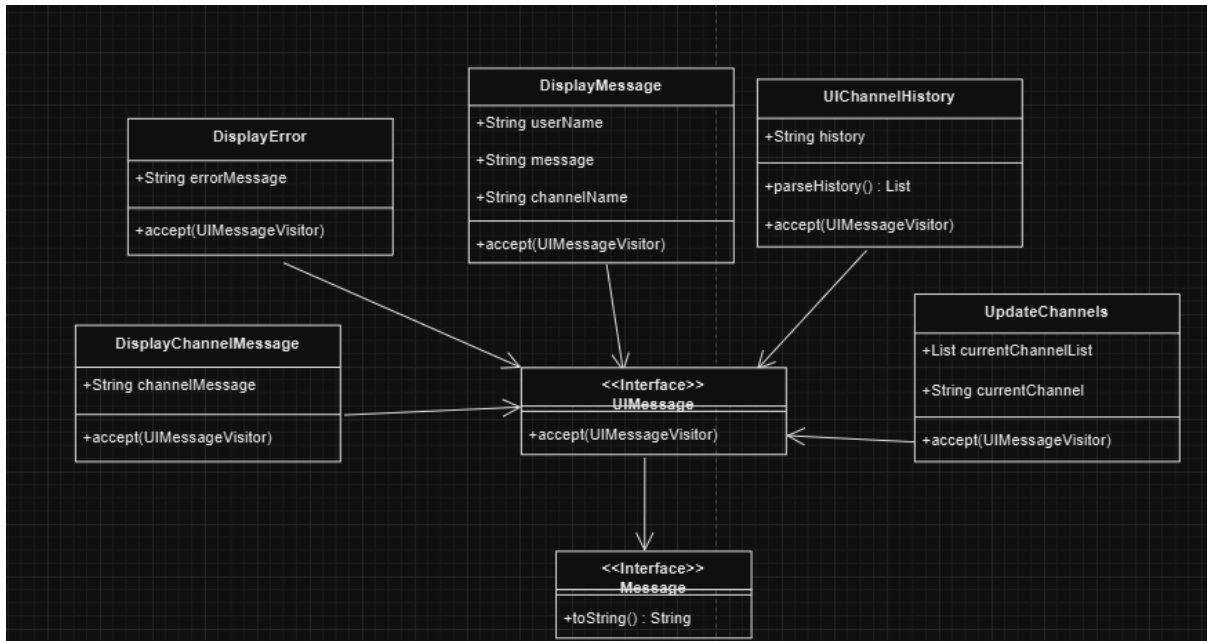 DisplayError
+String errorMessage
+accept(UIMessageVisitor)
DisplayMessage
+String userName
+String message
+String channelName
+accept(UIMessageVisitor)
UIChannelHistory
+String history
+parseHistory() : List
+accept(UIMessageVisitor)
DisplayChannelMessage
+String channelMessage
+accept(UIMessageVisitor)
<<Interface>>
UIMessage
+accept(UIMessageVisitor)
UpdateChannels
+List currentChannelList
+String currentChannel
+accept(UIMessageVisitor)
<<Interface>>
Message
+toString() : String